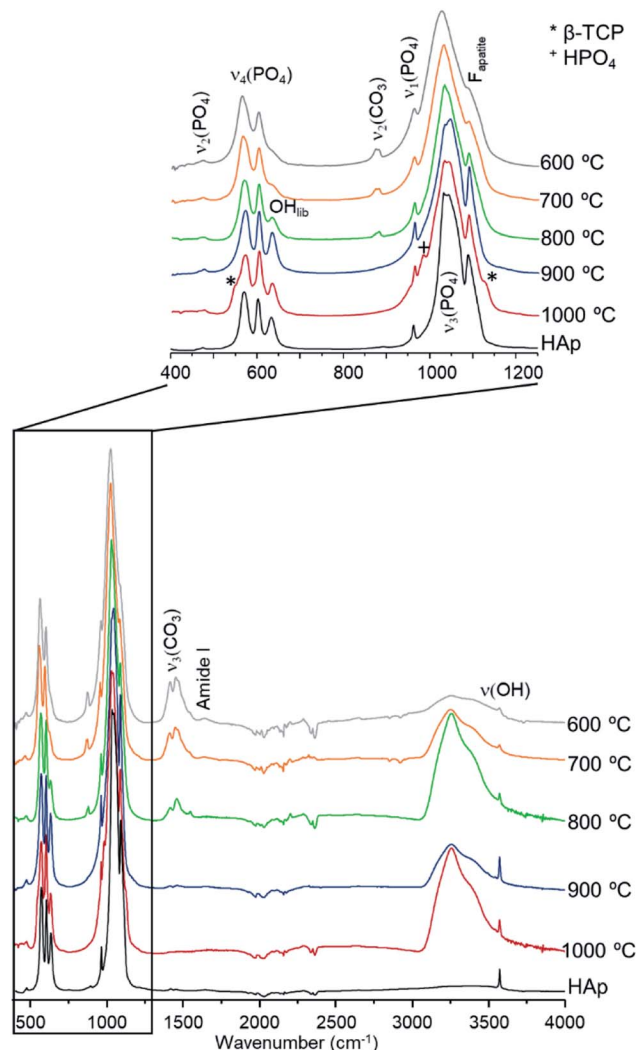 * β-TCP
+ HPO₄
ν₂(PO₄)
ν₄(PO₄)
OH_lib
ν₂(CO₃)
ν₁(PO₄)
F_apatite
ν₃(PO₄)
*
+
*
600 ºC
700 ºC
800 ºC
900 ºC
1000 ºC
HAp
400 600 800 1000 1200
ν₃(CO₃)
Amide I
ν(OH)
600 ºC
700 ºC
800 ºC
900 ºC
1000 ºC
HAp
500 1000 1500 2000 2500 3000 3500 4000
Wavenumber (cm⁻¹)